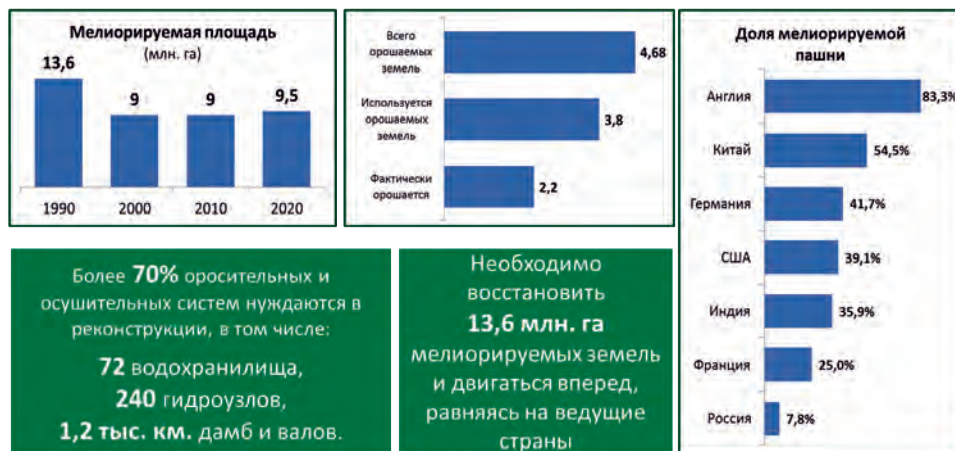 Мелиорируемая площадь
(млн. га)
13,6
9
9
9,5
1990
2000
2010
2020
Всего
орошаемых
земель
4,68
Используется
орошаемых
земель
3,8
Фактически
орошается
2,2
Доля мелиорируемой
пашни
Англия
83,3%
Китай
54,5%
Германия
41,7%
США
39,1%
Индия
35,9%
Франция
25,0%
Россия
7,8%
Более 70% оросительных и
осушительных систем нуждаются в
реконструкции, в том числе:
72 водохранилища,
240 гидроузлов,
1,2 тыс. км. дамб и валов.
Необходимо
восстановить
13,6 млн. га
мелиорируемых земель
и двигаться вперед,
равняясь на ведущие
страны